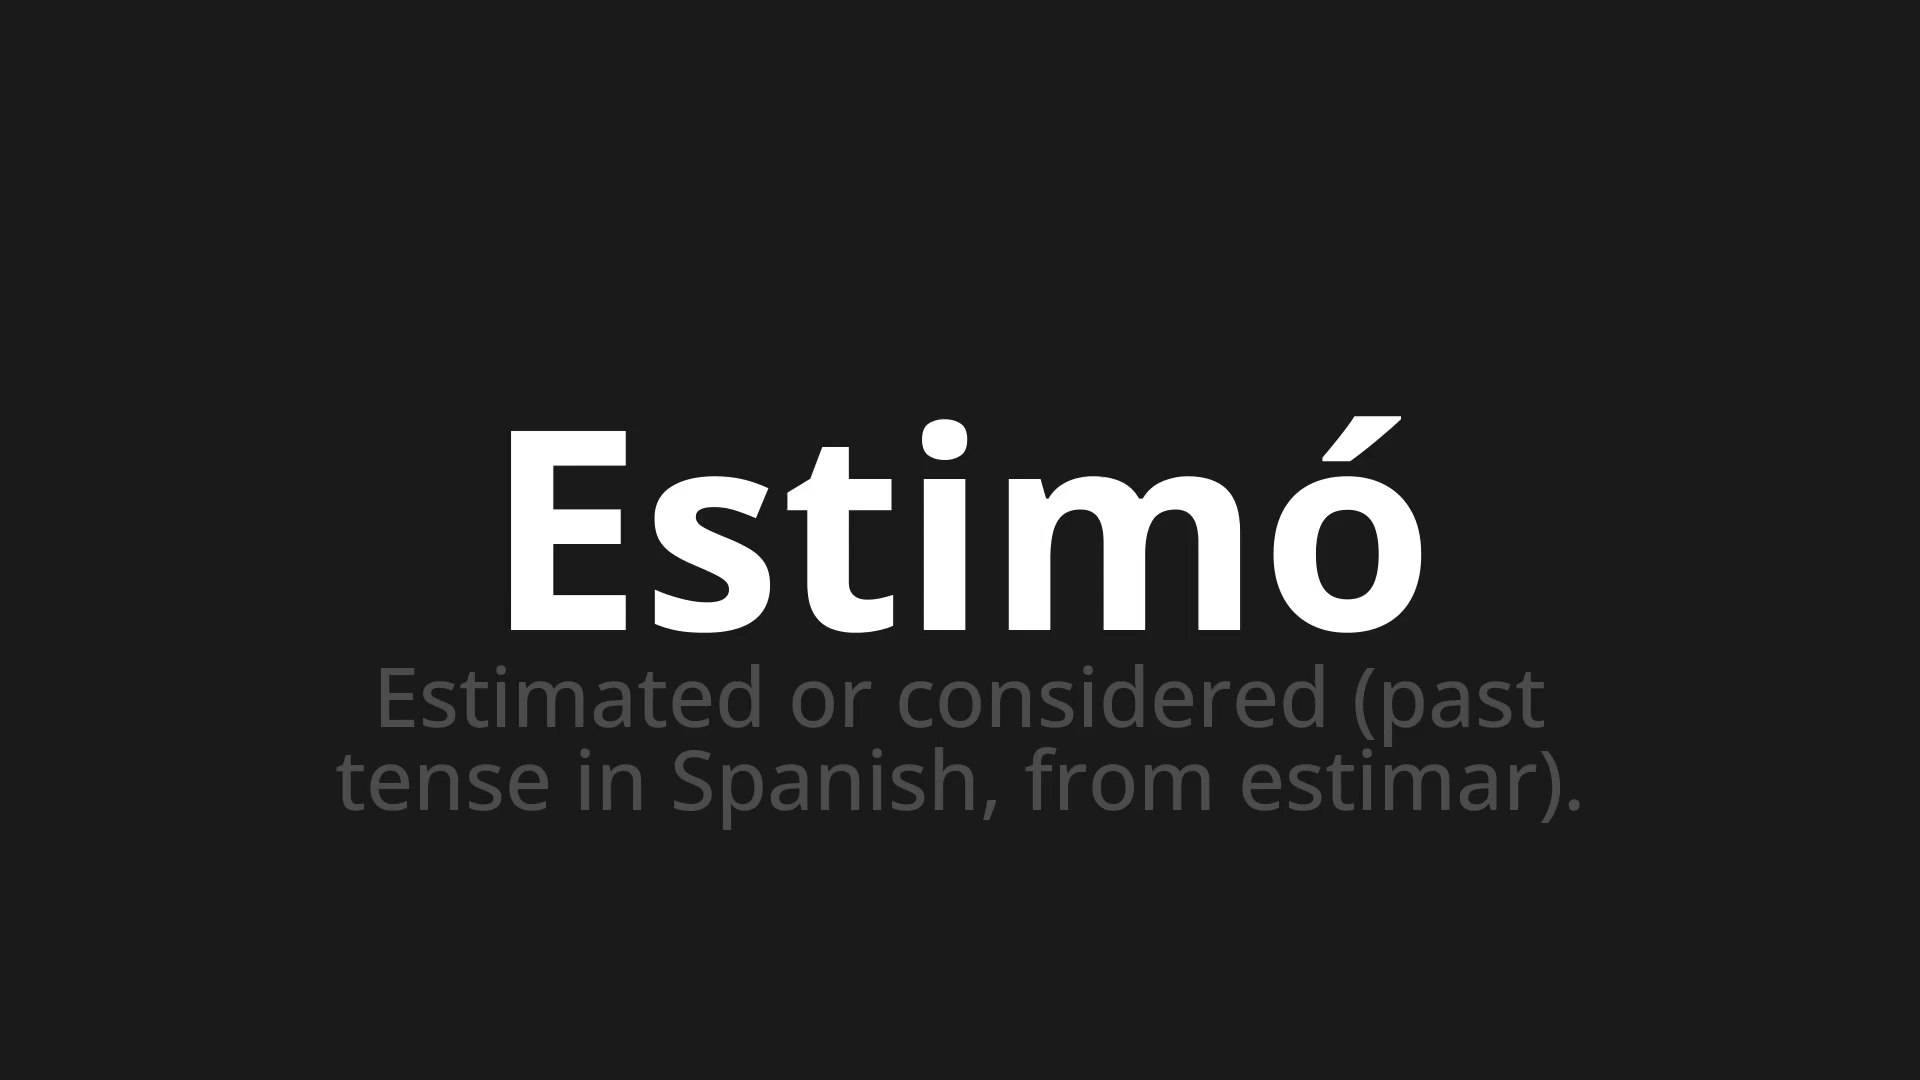 Estimó
Estimated or considered (past
tense in Spanish, from estimar).